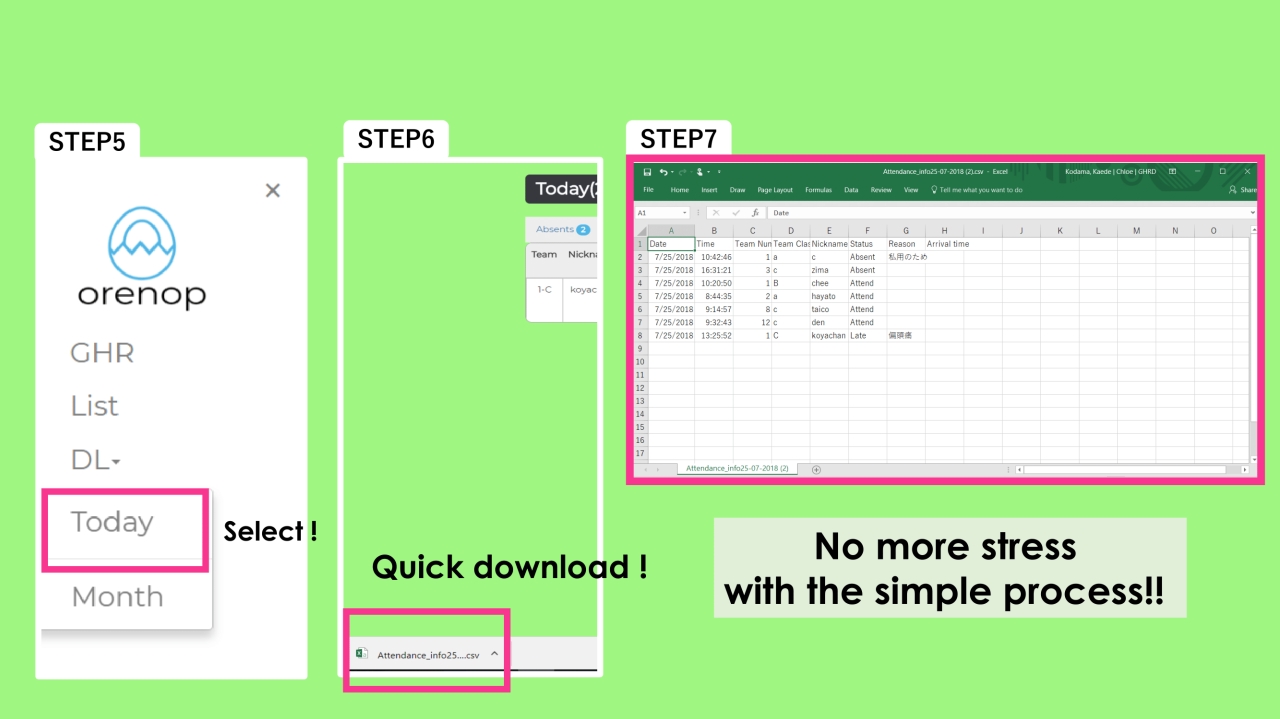 STEP5
×
orenop
GHR
List
DL
Today
Month
Select !
STEP6
Today(
Absents 2
Team Nickna
1-C koyac
Quick download !
Attendance_info25....csv
STEP7
Attendance_info25-07-2018 (2).csv - Excel
Kodama, Kaede | Chloe | GHRD
File Home Insert Draw Page Layout Formulas Data Review View Tell me what you want to do Share
A1 fx Date
A B C D E F G H I J K L M N O
1 Date Time Team Nun Team Clas Nickname Status Reason Arrival time
2 7/25/2018 10:42:46 1 a c Absent 私用のため
3 7/25/2018 16:31:21 3 c zima Absent
4 7/25/2018 10:20:50 1 B chee Attend
5 7/25/2018 8:44:35 2 a hayato Attend
6 7/25/2018 9:14:57 8 c taico Attend
7 7/25/2018 9:32:43 12 c den Attend
8 7/25/2018 13:25:52 1 C koyachan Late 偏頭痛
9
10
11
12
13
14
15
16
17
Attendance_info25-07-2018 (2)
No more stress
with the simple process!!